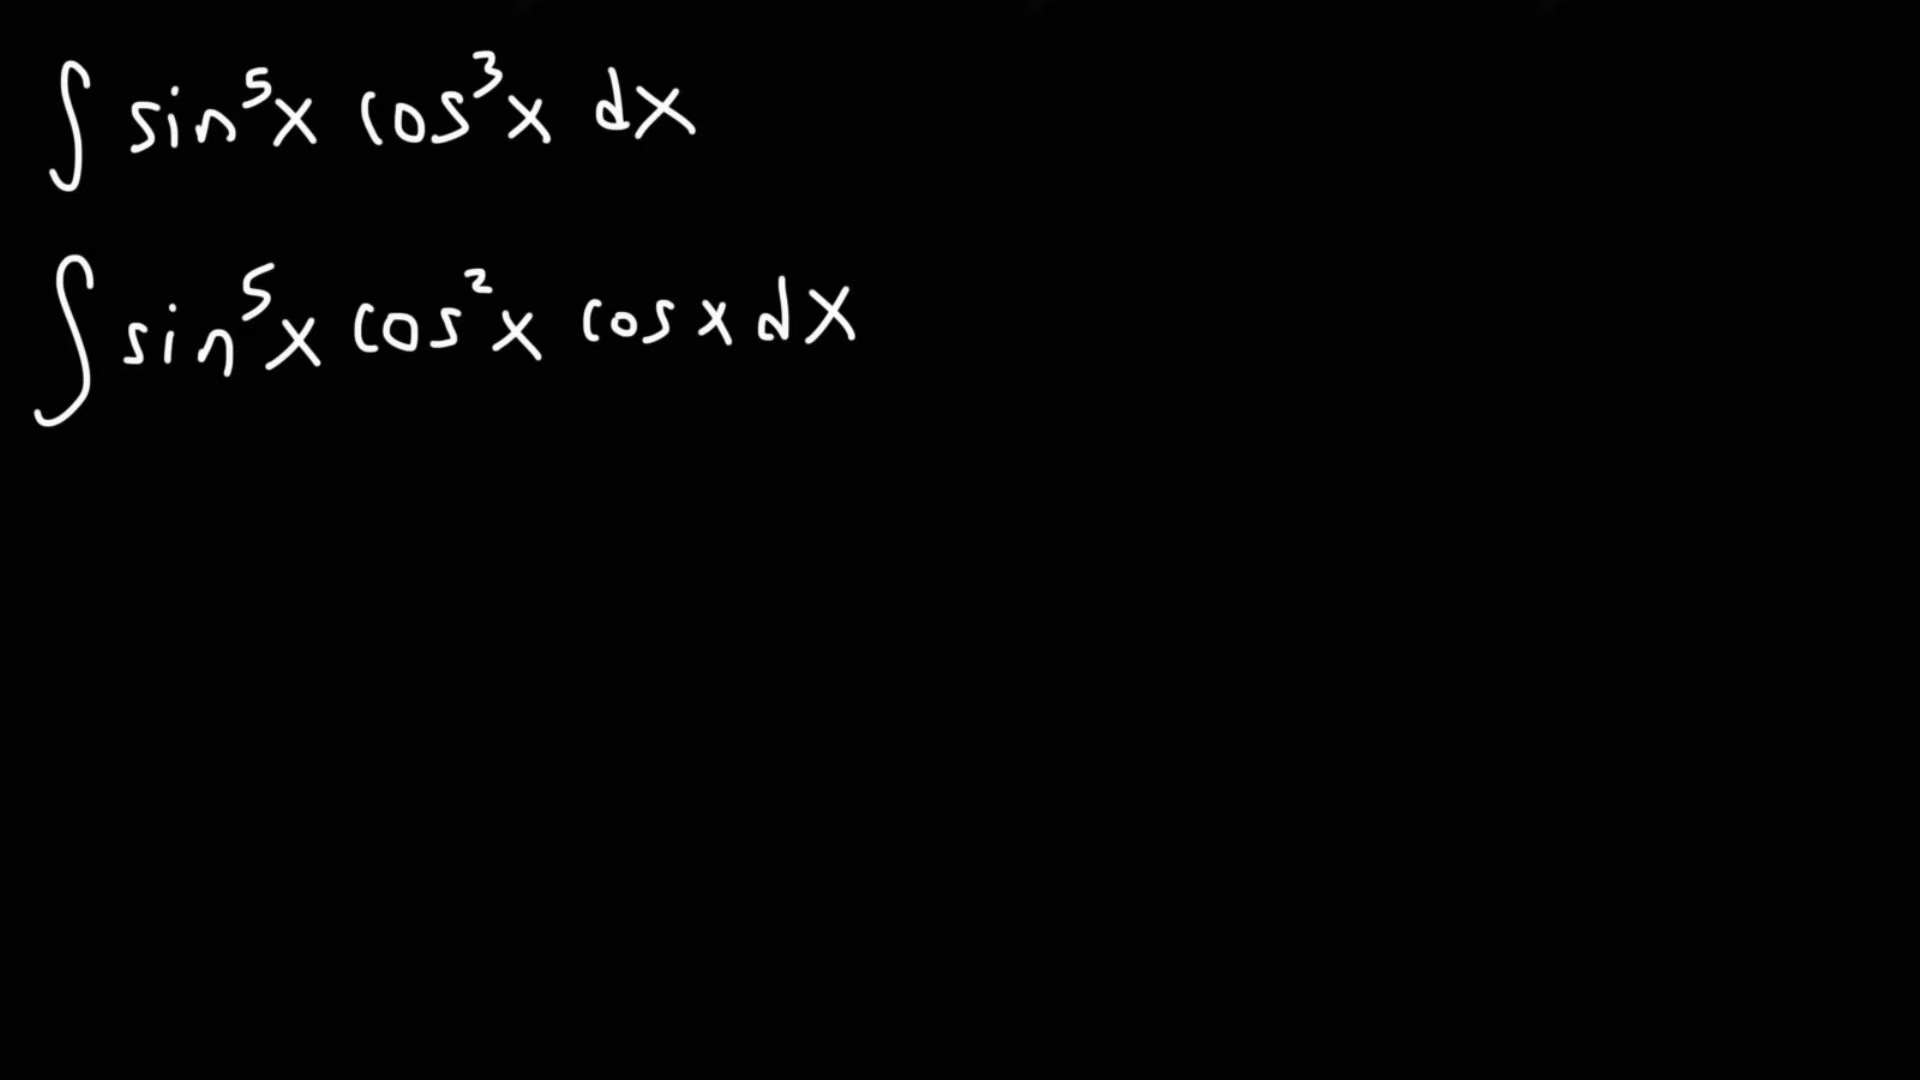 ∫ sin⁵x cos³x dx
∫ sin⁵x cos²x cos x dx